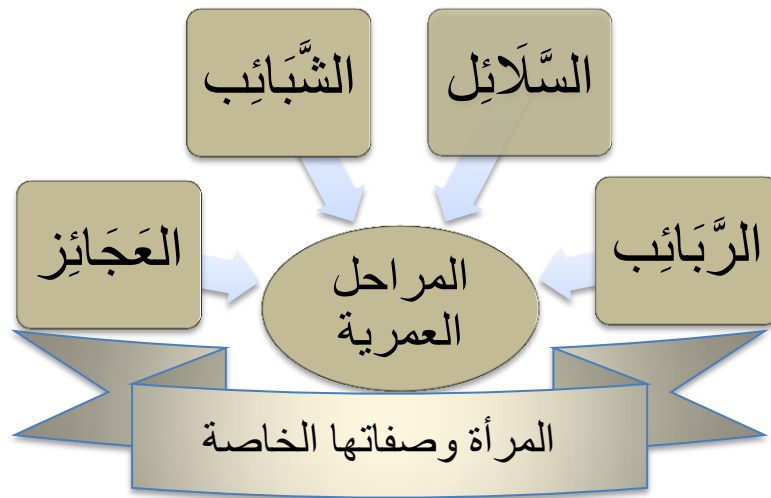 السَّلَائِل
الشَّبَائِب
الرَّبَائِب
العَجَائِز
المراحل
العمرية
المرأة وصفاتها الخاصة